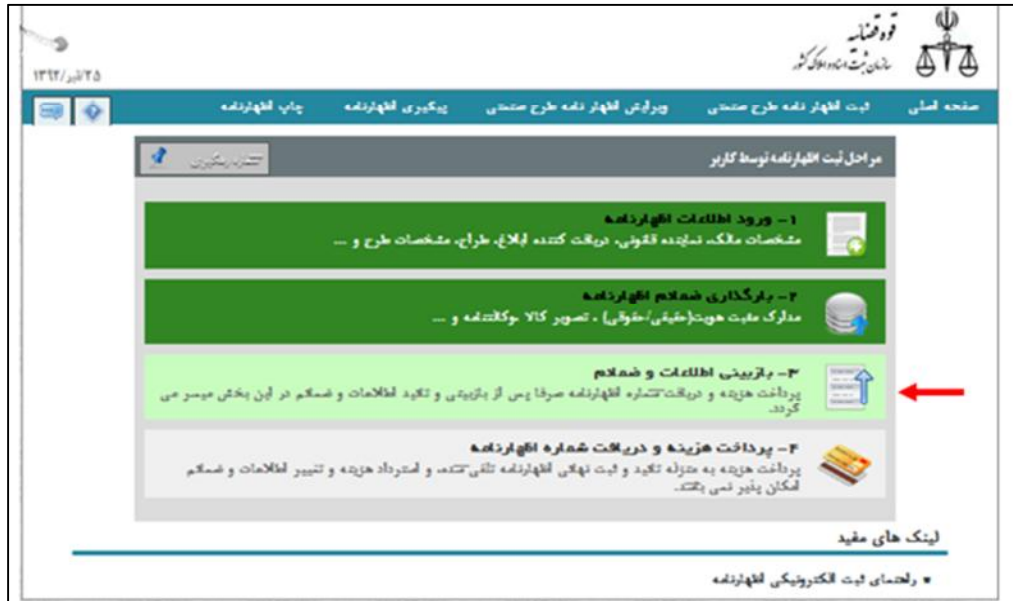 قوه قضائیه
سازمان ثبت اسناد و املاک کشور
۲۵/تیر/۱۳۹۲
صفحه اصلی
ثبت اظهار نامه طرح صنعتی
ویرایش اظهار نامه طرح صنعتی
پیگیری اظهارنامه
چاپ اظهارنامه
مراحل ثبت اظهارنامه توسط کاربر
شماره پیگیری
۱- ورود اطلاعات اظهارنامه
مشخصات مالک، نماینده قانونی، دریافت کننده ابلاغ، طراح، مشخصات طرح و ...
۲- بارگذاری ضمائم اظهارنامه
مدارک مثبت هویت(حقیقی/حقوقی) ، تصویر کالا ،وکالتنامه و ...
۳- بازبینی اطلاعات و ضمائم
پرداخت هزینه و دریافت شماره اظهارنامه صرفا پس از بازبینی و تائید اطلاعات و ضمائم در این بخش میسر می
گردد.
۴- پرداخت هزینه و دریافت شماره اظهارنامه
پرداخت هزینه به منزله تائید و ثبت نهائی اظهارنامه تلقی شده، و استرداد هزینه و تغییر اطلاعات و ضمائم
امکان پذیر نمی باشد.
لینک های مفید
راهنمای ثبت الکترونیکی اظهارنامه